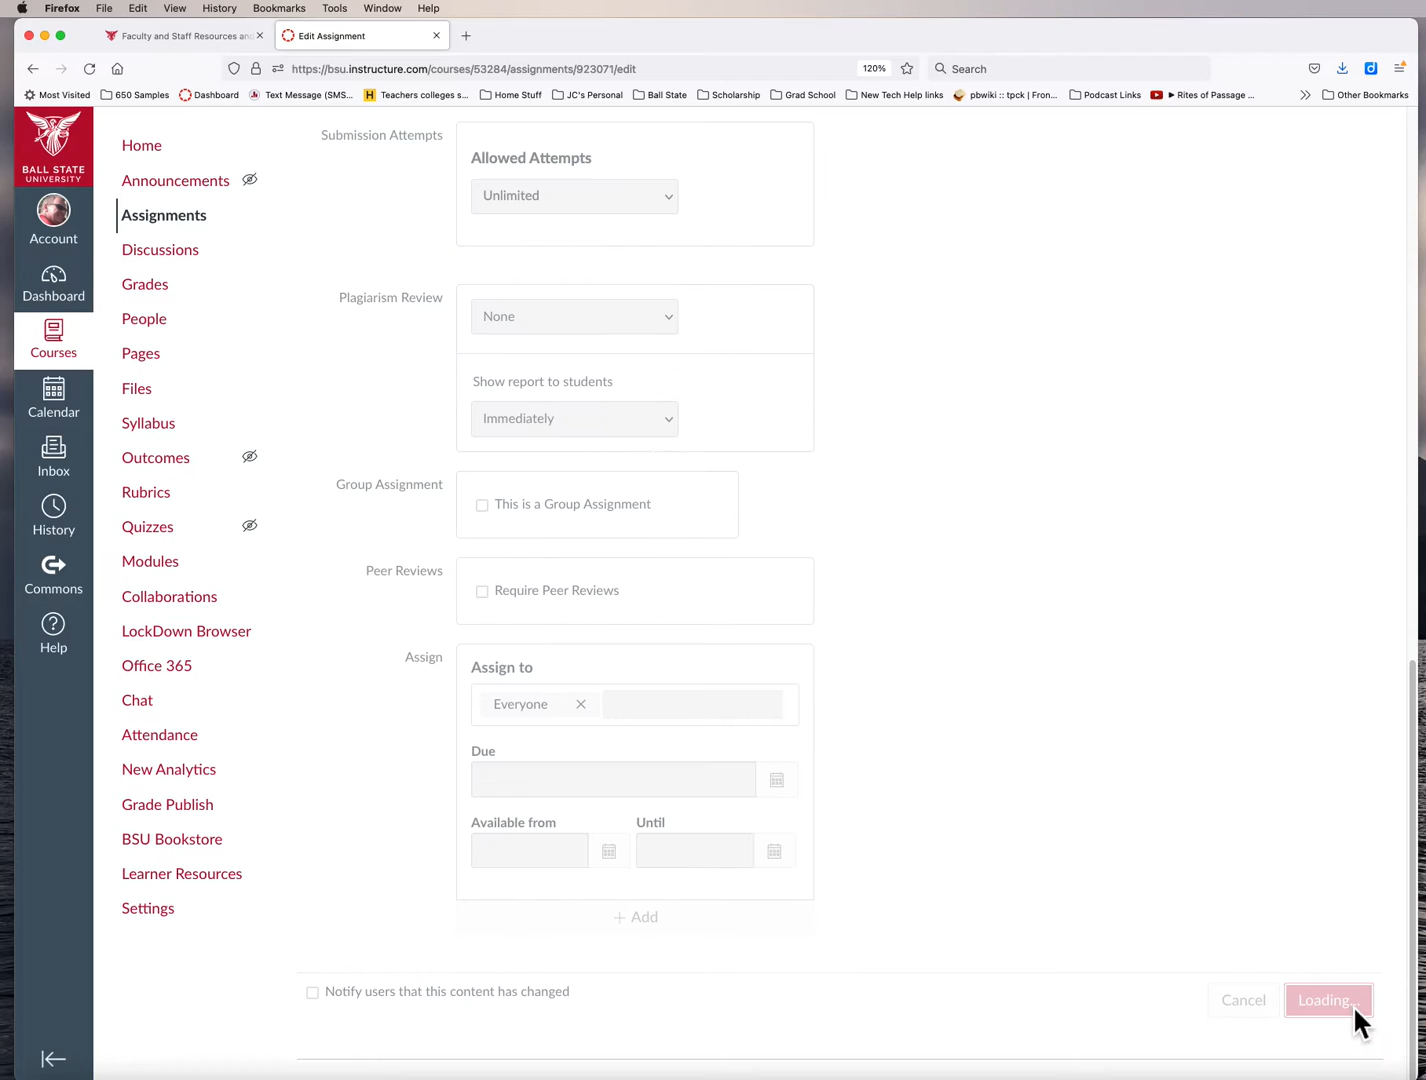 Firefox File Edit View History Bookmarks Tools Window Help
Faculty and Staff Resources an
Edit Assignment
https://bsu.instructure.com/courses/53284/assignments/923071/edit
120%
Search
Most Visited
650 Samples
Dashboard
Text Message (SMS...
Teachers colleges s...
Home Stuff
JC's Personal
Ball State
Scholarship
Grad School
New Tech Help links
pbwiki :: tpck | Fron...
Podcast Links
► Rites of Passage ...
Other Bookmarks
BALL STATE
UNIVERSITY
Account
Dashboard
Courses
Calendar
Inbox
History
Commons
Help
Home
Announcements
Assignments
Discussions
Grades
People
Pages
Files
Syllabus
Outcomes
Rubrics
Quizzes
Modules
Collaborations
LockDown Browser
Office 365
Chat
Attendance
New Analytics
Grade Publish
BSU Bookstore
Learner Resources
Settings
Submission Attempts
Allowed Attempts
Unlimited
Plagiarism Review
None
Show report to students
Immediately
Group Assignment
This is a Group Assignment
Peer Reviews
Require Peer Reviews
Assign
Assign to
Everyone
Due
Available from
Until
+ Add
Notify users that this content has changed
Cancel
Loading...